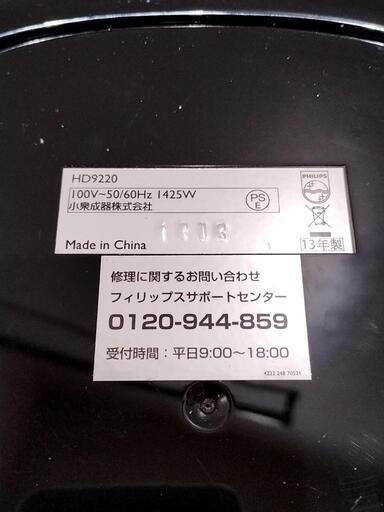 HD9220
100V~50/60Hz 1425W
小泉成器株式会社
PS
E
PHILIPS
Made in China
1313
13年製
修理に関するお問い合わせ
フィリップスサポートセンター
0120-944-859
受付時間：平日9:00～18:00
4222 248 70521